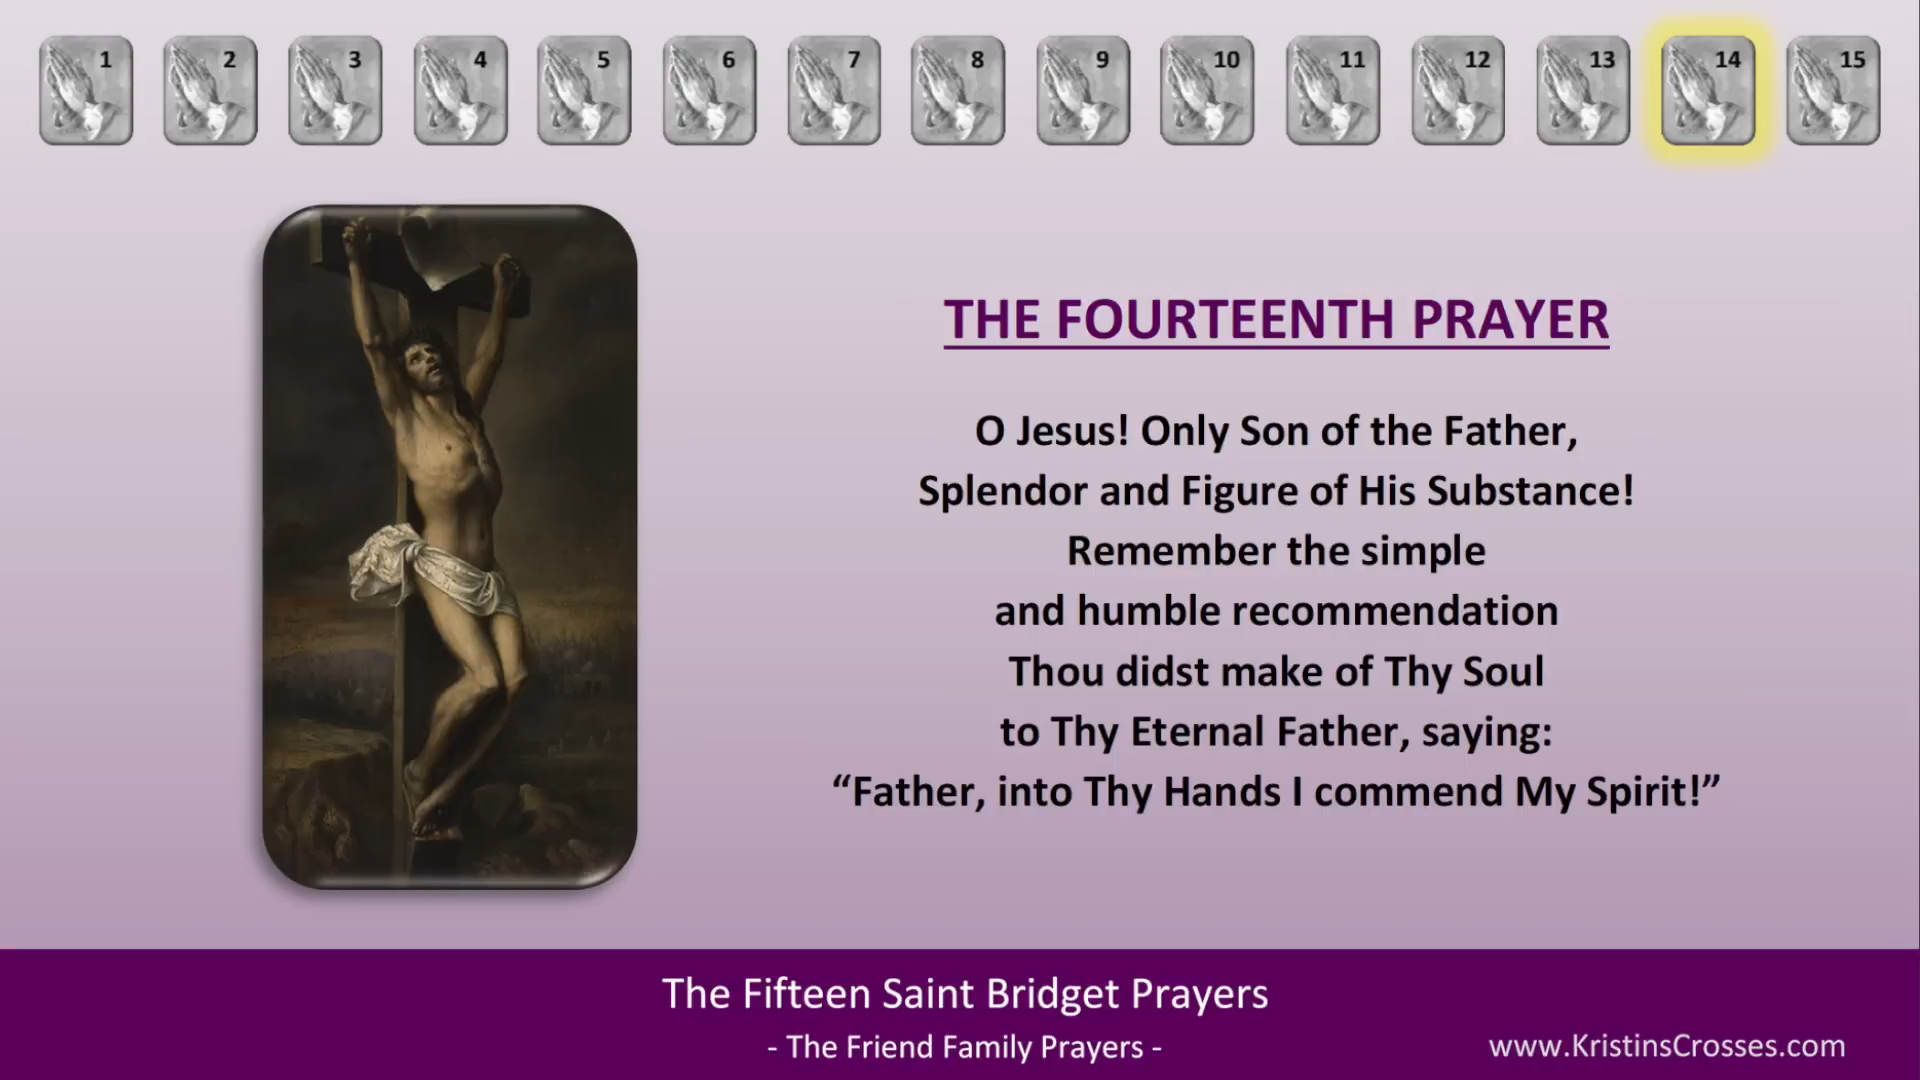 1 2 3 4 5 6 7 8 9 10 11 12 13 14 15
THE FOURTEENTH PRAYER
O Jesus! Only Son of the Father,
Splendor and Figure of His Substance!
Remember the simple
and humble recommendation
Thou didst make of Thy Soul
to Thy Eternal Father, saying:
“Father, into Thy Hands I commend My Spirit!”
The Fifteen Saint Bridget Prayers
- The Friend Family Prayers -
www.KristinsCrosses.com